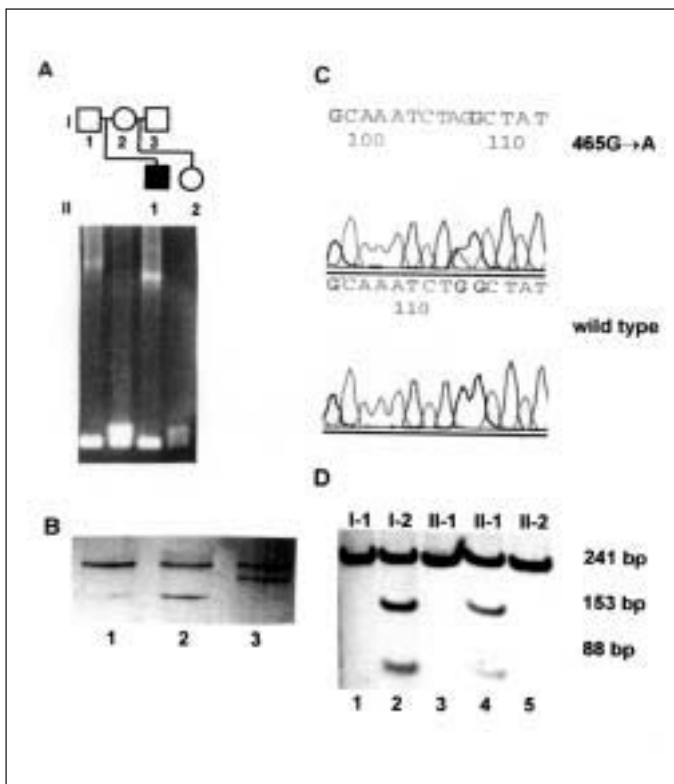 A
I
1 2 3
II 1 2
B
1 2 3
C
GCAAATCTAGGCTAT
100 110
465G→A
GCAAATCTGGCTAT
110
wild type
D
I-1 I-2 II-1 II-1 II-2
241 bp
153 bp
88 bp
1 2 3 4 5